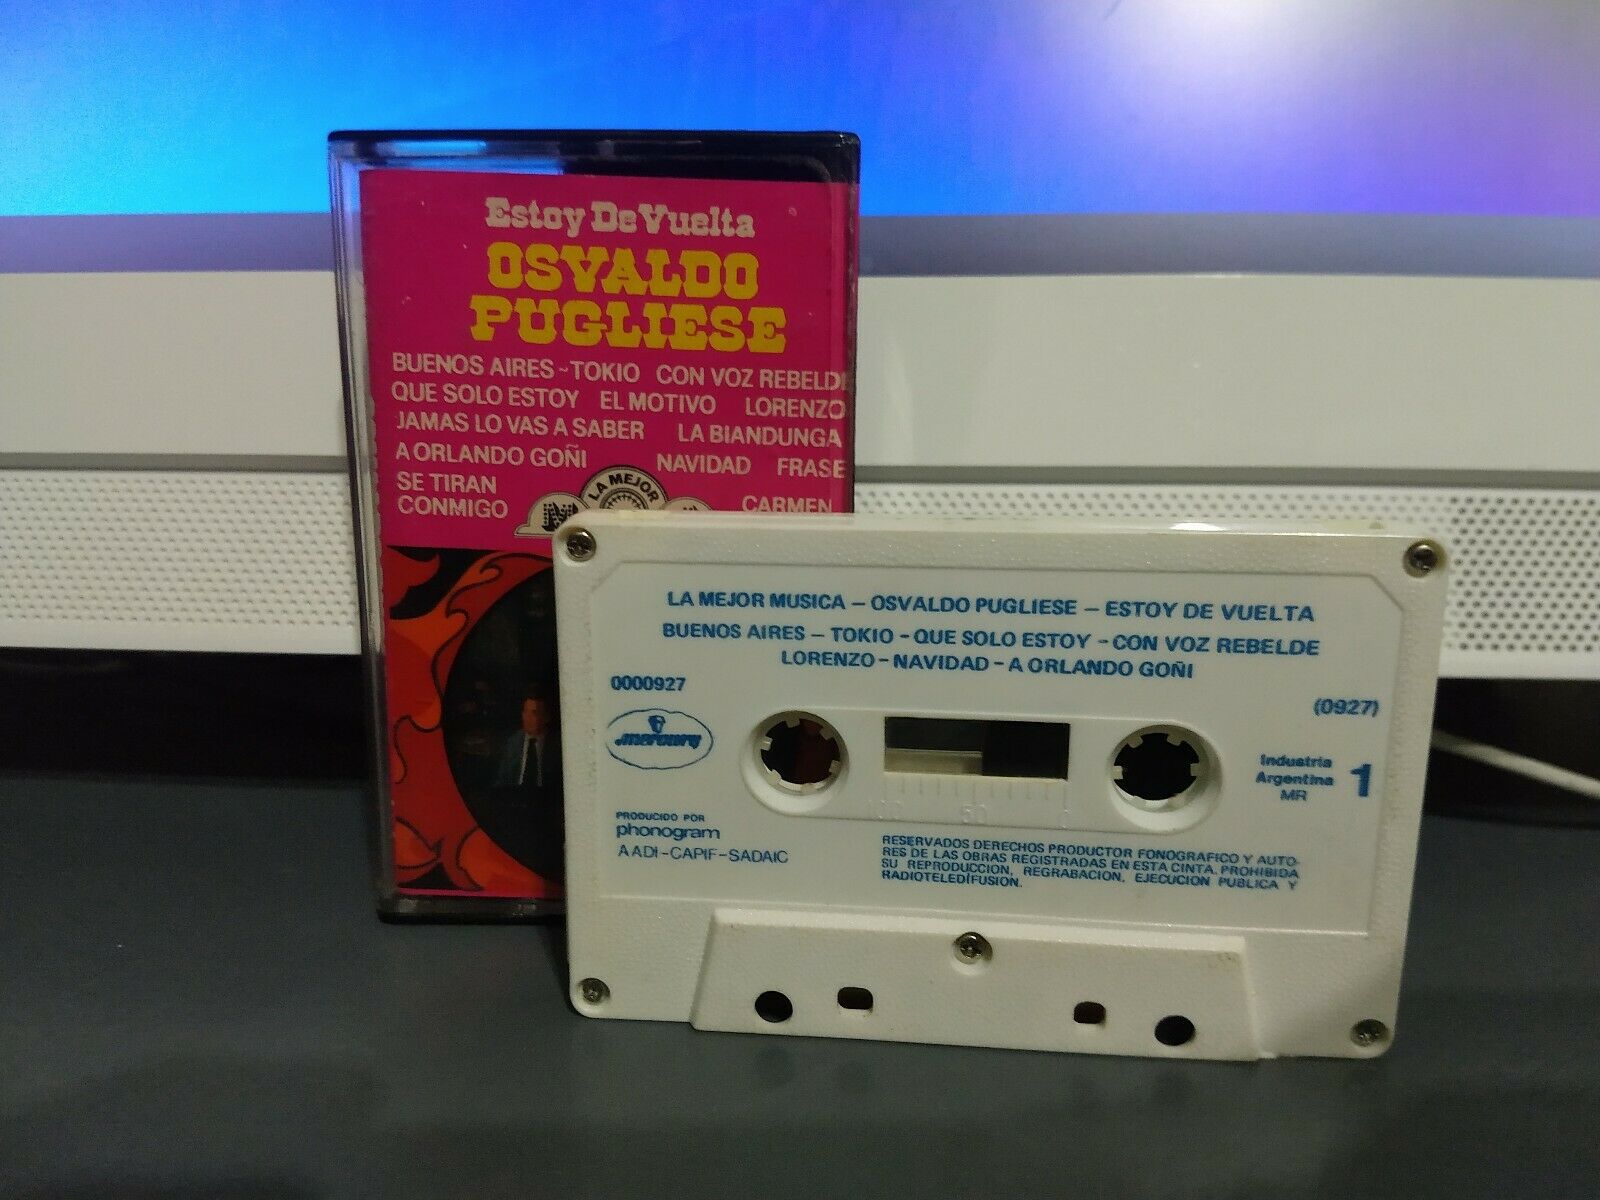 Estoy De Vuelta
OSVALDO
PUGLIESE
BUENOS AIRES - TOKIO CON VOZ REBELDE
QUE SOLO ESTOY EL MOTIVO LORENZO
JAMAS LO VAS A SABER LA BIANDUNGA
A ORLANDO GOÑI NAVIDAD FRASE
SE TIRAN
CONMIGO CARMEN
LA MEJOR
LA MEJOR MUSICA - OSVALDO PUGLIESE - ESTOY DE VUELTA
BUENOS AIRES - TOKIO - QUE SOLO ESTOY - CON VOZ REBELDE
LORENZO - NAVIDAD - A ORLANDO GOÑI
0000927
(0927)
mercury
Industria
Argentina
MR
1
PRODUCIDO POR
phonogram
AADI-CAPIF-SADAIC
RESERVADOS DERECHOS PRODUCTOR FONOGRAFICO Y AUTO-
RES DE LAS OBRAS REGISTRADAS EN ESTA CINTA. PROHIBIDA
SU REPRODUCCION, REGRABACION, EJECUCION PUBLICA Y
RADIOTELEDIFUSION.
100 50 0